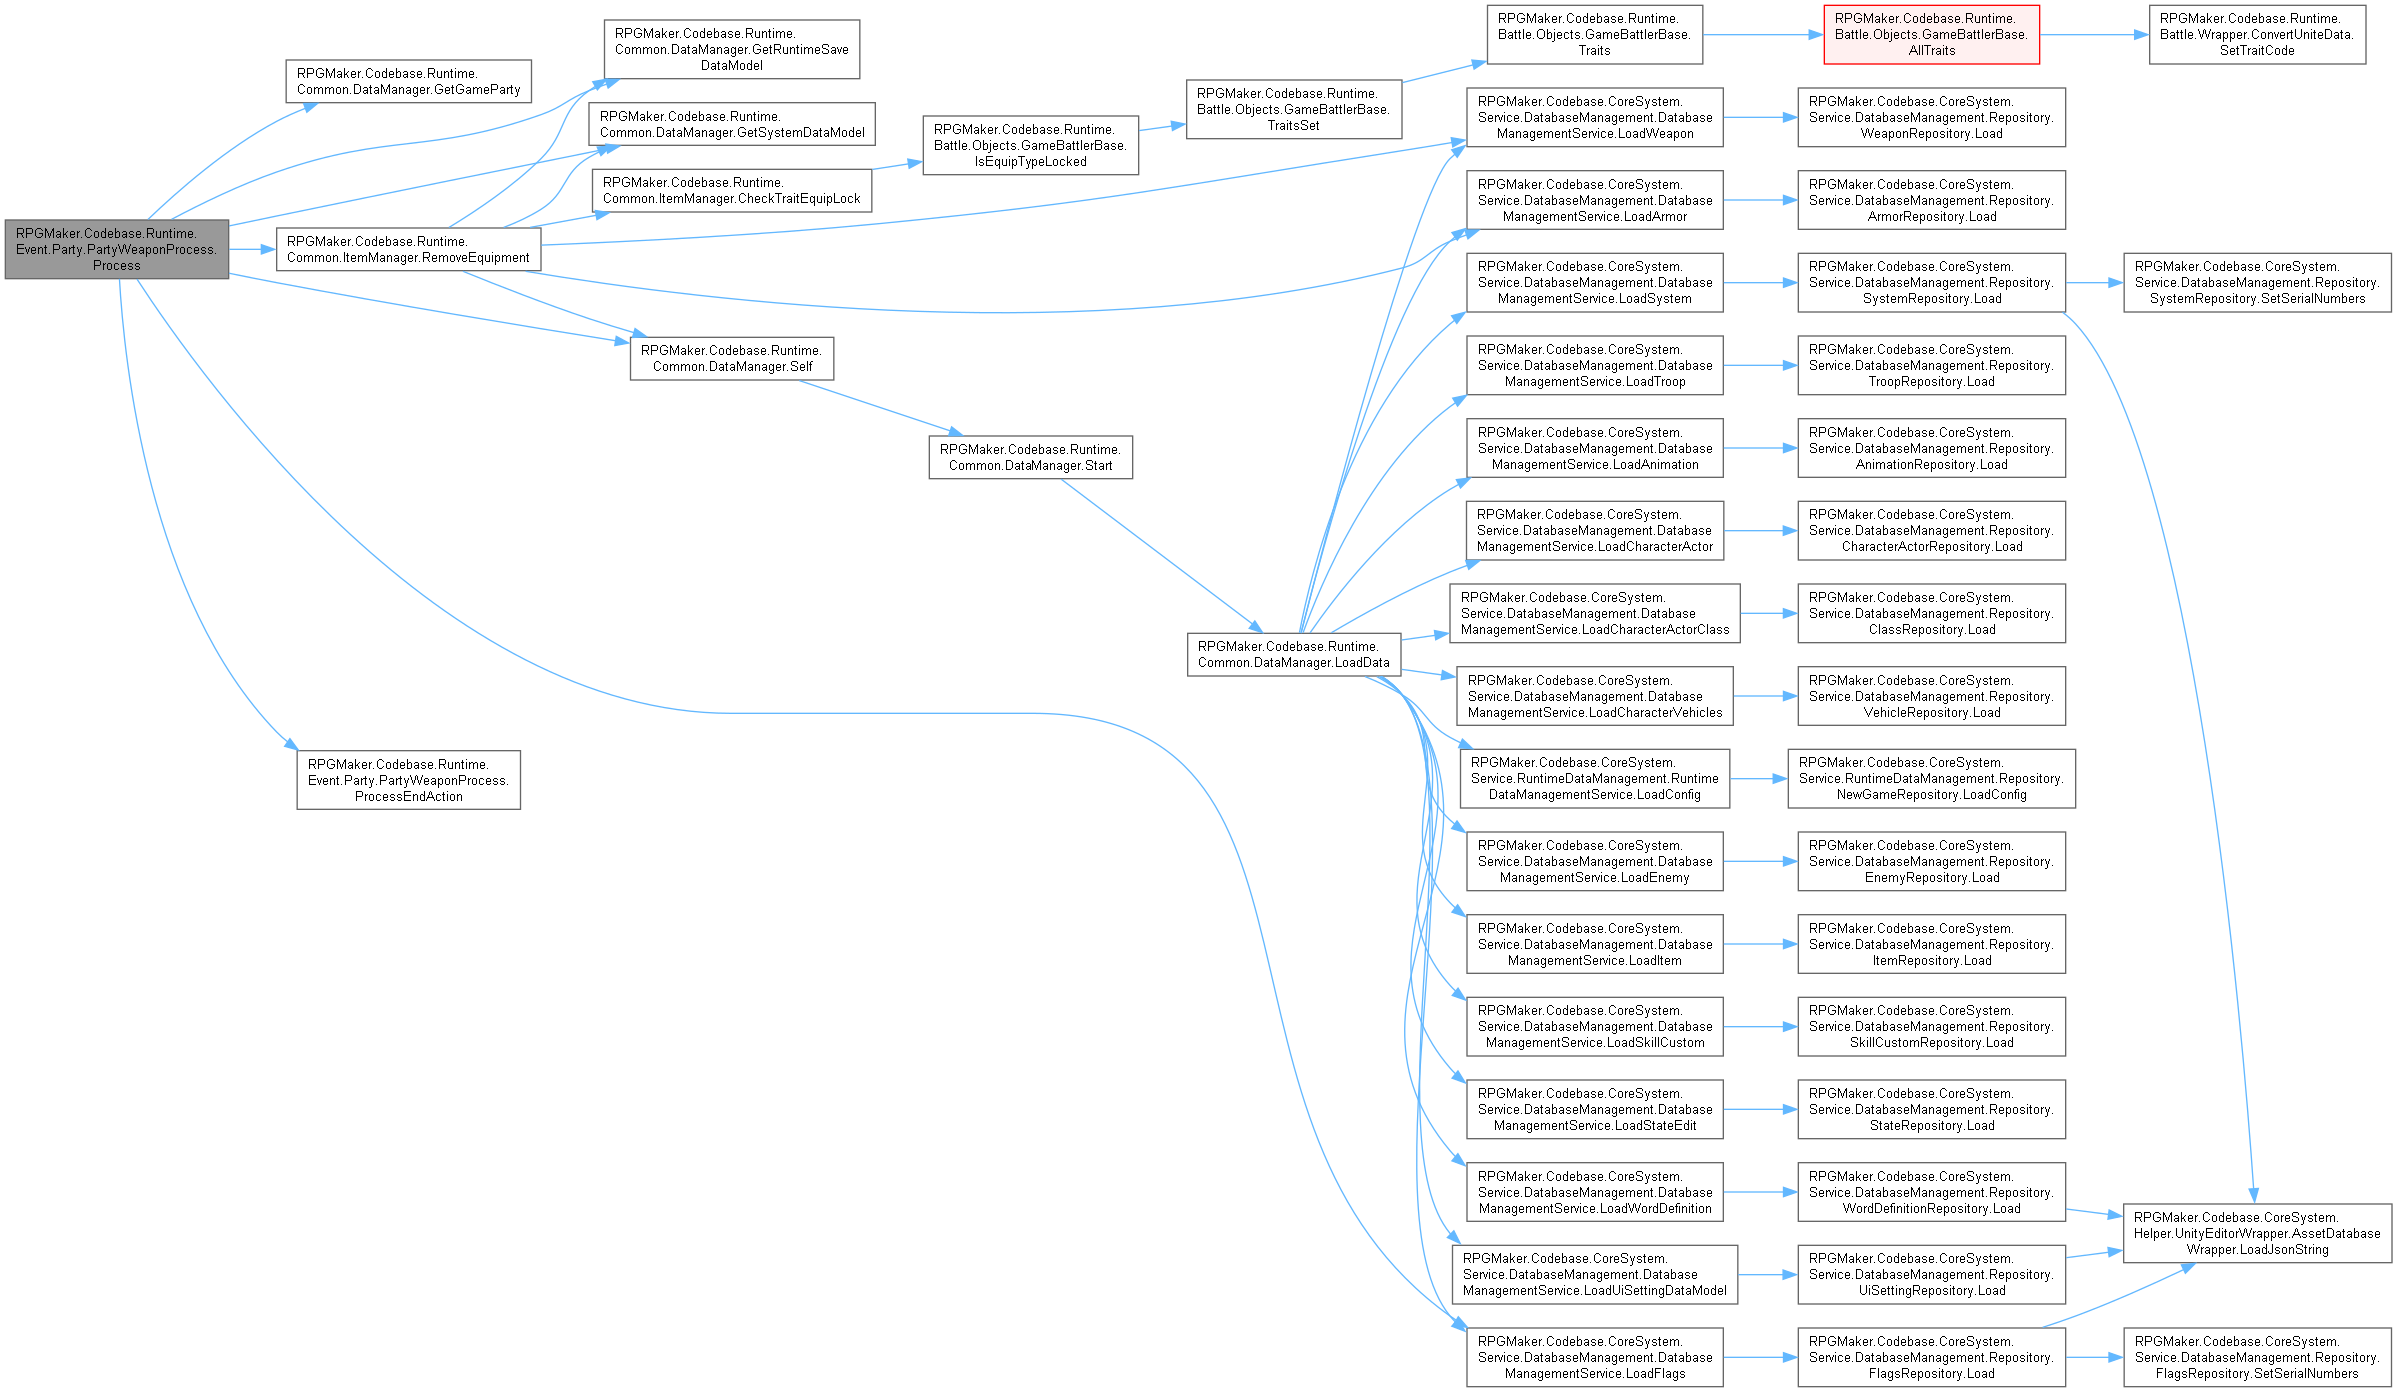 RPGMaker.Codebase.Runtime.
Event.Party.PartyWeaponProcess.
Process
RPGMaker.Codebase.Runtime.
Common.DataManager.GetGameParty
RPGMaker.Codebase.Runtime.
Common.ItemManager.RemoveEquipment
RPGMaker.Codebase.Runtime.
Event.Party.PartyWeaponProcess.
ProcessEndAction
RPGMaker.Codebase.Runtime.
Common.DataManager.GetRuntimeSave
DataModel
RPGMaker.Codebase.Runtime.
Common.DataManager.GetSystemDataModel
RPGMaker.Codebase.Runtime.
Common.ItemManager.CheckTraitEquipLock
RPGMaker.Codebase.Runtime.
Common.DataManager.Self
RPGMaker.Codebase.Runtime.
Battle.Objects.GameBattlerBase.
IsEquipTypeLocked
RPGMaker.Codebase.Runtime.
Common.DataManager.Start
RPGMaker.Codebase.Runtime.
Battle.Objects.GameBattlerBase.
TraitsSet
RPGMaker.Codebase.Runtime.
Common.DataManager.LoadData
RPGMaker.Codebase.Runtime.
Battle.Objects.GameBattlerBase.
Traits
RPGMaker.Codebase.CoreSystem.
Service.DatabaseManagement.Database
ManagementService.LoadWeapon
RPGMaker.Codebase.CoreSystem.
Service.DatabaseManagement.Database
ManagementService.LoadArmor
RPGMaker.Codebase.CoreSystem.
Service.DatabaseManagement.Database
ManagementService.LoadSystem
RPGMaker.Codebase.CoreSystem.
Service.DatabaseManagement.Database
ManagementService.LoadTroop
RPGMaker.Codebase.CoreSystem.
Service.DatabaseManagement.Database
ManagementService.LoadAnimation
RPGMaker.Codebase.CoreSystem.
Service.DatabaseManagement.Database
ManagementService.LoadCharacterActor
RPGMaker.Codebase.CoreSystem.
Service.DatabaseManagement.Database
ManagementService.LoadCharacterActorClass
RPGMaker.Codebase.CoreSystem.
Service.DatabaseManagement.Database
ManagementService.LoadCharacterVehicles
RPGMaker.Codebase.CoreSystem.
Service.RuntimeDataManagement.Runtime
DataManagementService.LoadConfig
RPGMaker.Codebase.CoreSystem.
Service.DatabaseManagement.Database
ManagementService.LoadEnemy
RPGMaker.Codebase.CoreSystem.
Service.DatabaseManagement.Database
ManagementService.LoadItem
RPGMaker.Codebase.CoreSystem.
Service.DatabaseManagement.Database
ManagementService.LoadSkillCustom
RPGMaker.Codebase.CoreSystem.
Service.DatabaseManagement.Database
ManagementService.LoadStateEdit
RPGMaker.Codebase.CoreSystem.
Service.DatabaseManagement.Database
ManagementService.LoadWordDefinition
RPGMaker.Codebase.CoreSystem.
Service.DatabaseManagement.Database
ManagementService.LoadUiSettingDataModel
RPGMaker.Codebase.CoreSystem.
Service.DatabaseManagement.Database
ManagementService.LoadFlags
RPGMaker.Codebase.Runtime.
Battle.Objects.GameBattlerBase.
AllTraits
RPGMaker.Codebase.CoreSystem.
Service.DatabaseManagement.Repository.
WeaponRepository.Load
RPGMaker.Codebase.CoreSystem.
Service.DatabaseManagement.Repository.
ArmorRepository.Load
RPGMaker.Codebase.CoreSystem.
Service.DatabaseManagement.Repository.
SystemRepository.Load
RPGMaker.Codebase.CoreSystem.
Service.DatabaseManagement.Repository.
TroopRepository.Load
RPGMaker.Codebase.CoreSystem.
Service.DatabaseManagement.Repository.
AnimationRepository.Load
RPGMaker.Codebase.CoreSystem.
Service.DatabaseManagement.Repository.
CharacterActorRepository.Load
RPGMaker.Codebase.CoreSystem.
Service.DatabaseManagement.Repository.
ClassRepository.Load
RPGMaker.Codebase.CoreSystem.
Service.DatabaseManagement.Repository.
VehicleRepository.Load
RPGMaker.Codebase.CoreSystem.
Service.RuntimeDataManagement.Repository.
NewGameRepository.LoadConfig
RPGMaker.Codebase.CoreSystem.
Service.DatabaseManagement.Repository.
EnemyRepository.Load
RPGMaker.Codebase.CoreSystem.
Service.DatabaseManagement.Repository.
ItemRepository.Load
RPGMaker.Codebase.CoreSystem.
Service.DatabaseManagement.Repository.
SkillCustomRepository.Load
RPGMaker.Codebase.CoreSystem.
Service.DatabaseManagement.Repository.
StateRepository.Load
RPGMaker.Codebase.CoreSystem.
Service.DatabaseManagement.Repository.
WordDefinitionRepository.Load
RPGMaker.Codebase.CoreSystem.
Service.DatabaseManagement.Repository.
UiSettingRepository.Load
RPGMaker.Codebase.CoreSystem.
Service.DatabaseManagement.Repository.
FlagsRepository.Load
RPGMaker.Codebase.Runtime.
Battle.Wrapper.ConvertUniteData.
SetTraitCode
RPGMaker.Codebase.CoreSystem.
Service.DatabaseManagement.Repository.
SystemRepository.SetSerialNumbers
RPGMaker.Codebase.CoreSystem.
Helper.UnityEditorWrapper.AssetDatabase
Wrapper.LoadJsonString
RPGMaker.Codebase.CoreSystem.
Service.DatabaseManagement.Repository.
FlagsRepository.SetSerialNumbers